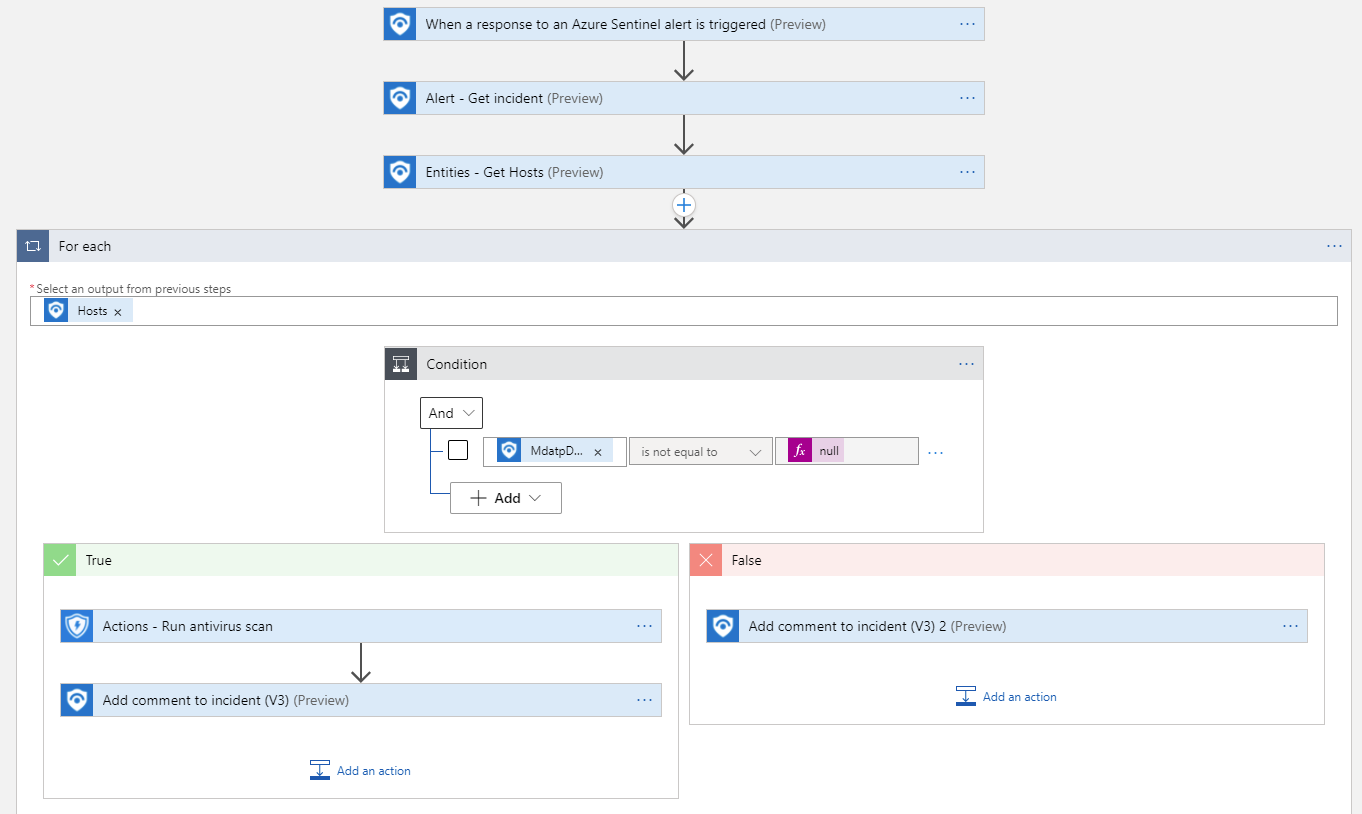 When a response to an Azure Sentinel alert is triggered (Preview)
Alert - Get incident (Preview)
Entities - Get Hosts (Preview)
For each
*Select an output from previous steps
Hosts ×
Condition
And
MdatpD... × is not equal to fx null
+ Add
True
Actions - Run antivirus scan
Add comment to incident (V3) (Preview)
Add an action
False
Add comment to incident (V3) 2 (Preview)
Add an action